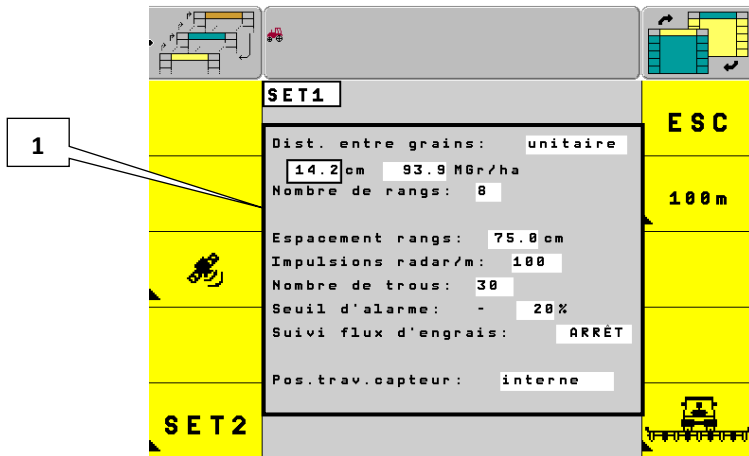 SET1
ESC
1
Dist. entre grains: unitaire
14.2 cm 93.9 MGr/ha
Nombre de rangs: 8
100m
Espacement rangs: 75.0 cm
Impulsions radar/m: 100
Nombre de trous: 30
Seuil d'alarme: - 20 %
Suivi flux d'engrais: ARRÊT
Pos.trav.capteur: interne
SET2